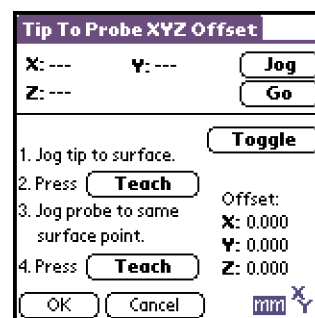 Tip To Probe XYZ Offset
X: --- Y: --- Jog
Z: --- Go
Toggle
1. Jog tip to surface.
2. Press Teach
3. Jog probe to same
surface point.
4. Press Teach
Offset:
X: 0.000
Y: 0.000
Z: 0.000
OK Cancel mm XY